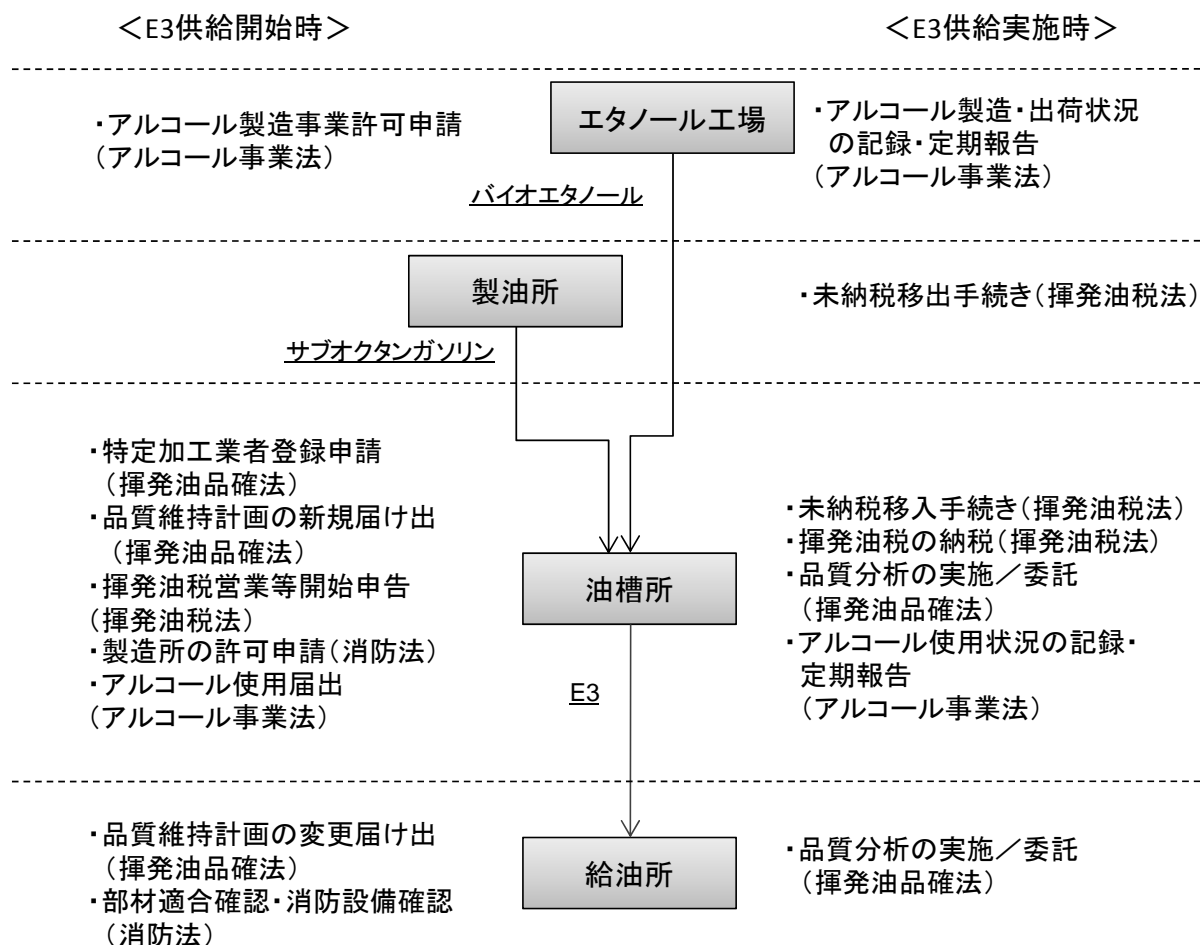 ＜E3供給開始時＞
＜E3供給実施時＞
・アルコール製造事業許可申請
（アルコール事業法）
エタノール工場
・アルコール製造・出荷状況
の記録・定期報告
（アルコール事業法）
バイオエタノール
製油所
・未納税移出手続き（揮発油税法）
サブオクタンガソリン
・特定加工業者登録申請
（揮発油品確法）
・品質維持計画の新規届け出
（揮発油品確法）
・揮発油税営業等開始申告
（揮発油税法）
・製造所の許可申請（消防法）
・アルコール使用届出
（アルコール事業法）
油槽所
・未納税移入手続き（揮発油税法）
・揮発油税の納税（揮発油税法）
・品質分析の実施／委託
（揮発油品確法）
・アルコール使用状況の記録・
定期報告
（アルコール事業法）
E3
・品質維持計画の変更届け出
（揮発油品確法）
・部材適合確認・消防設備確認
（消防法）
給油所
・品質分析の実施／委託
（揮発油品確法）